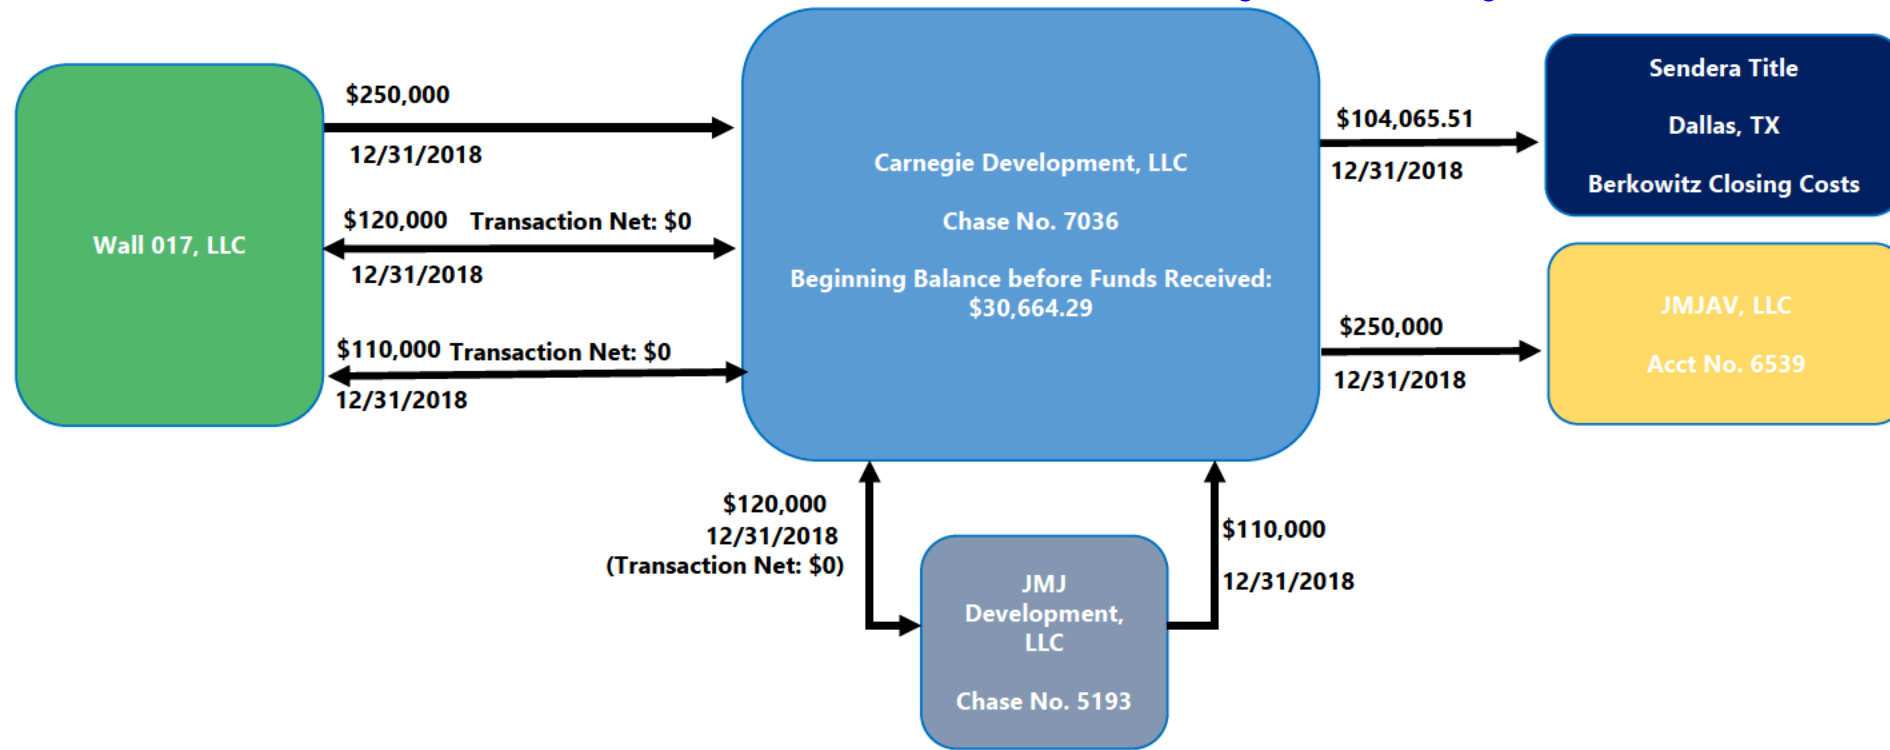 $250,000
12/31/2018
$120,000 Transaction Net: $0
12/31/2018
$110,000 Transaction Net: $0
12/31/2018
Wall 017, LLC
Carnegie Development, LLC
Chase No. 7036
Beginning Balance before Funds Received:
$30,664.29
$104,065.51
12/31/2018
Sendera Title
Dallas, TX
Berkowitz Closing Costs
$250,000
12/31/2018
JMJAV, LLC
Acct No. 6539
$120,000
12/31/2018
(Transaction Net: $0)
JMJ
Development,
LLC
Chase No. 5193
$110,000
12/31/2018